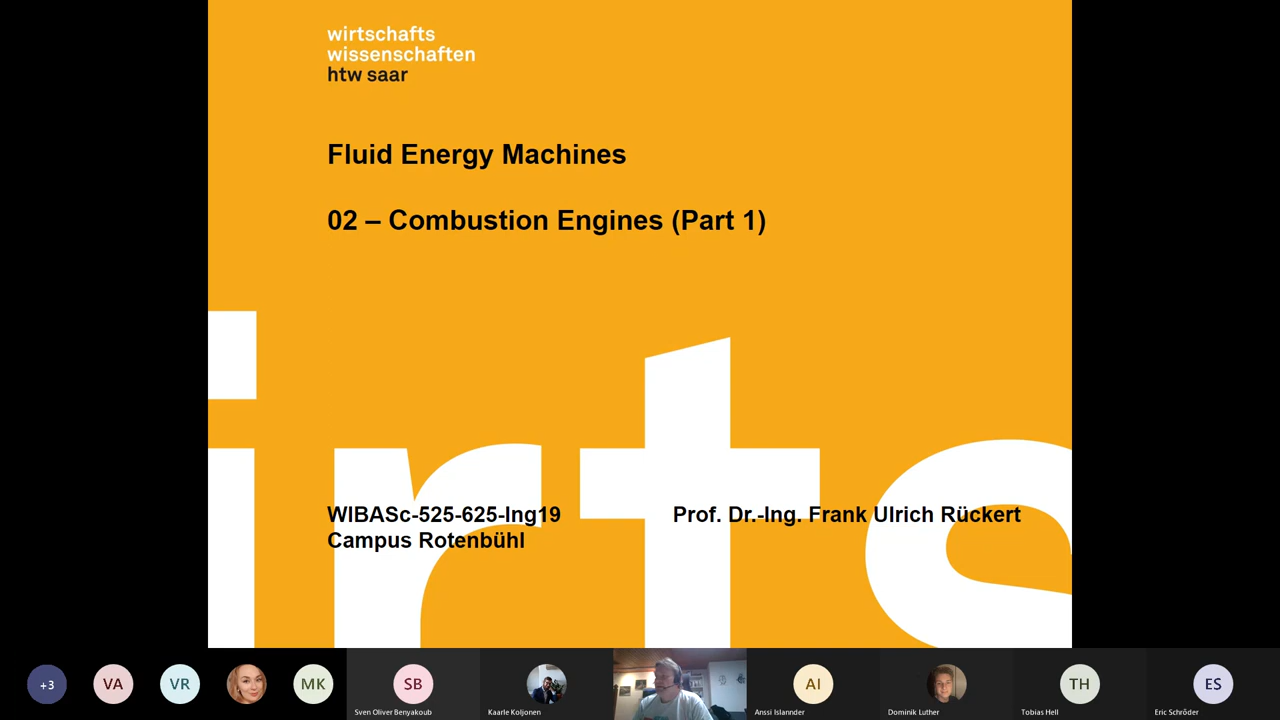 wirtschafts
wissenschaften
htw saar
Fluid Energy Machines
02 – Combustion Engines (Part 1)
irts
WIBASc-525-625-Ing19
Prof. Dr.-Ing. Frank Ulrich Rückert
Campus Rotenbühl
+3
VA
VR
MK
SB
AI
TH
ES
Sven Oliver Benyakoub
Kaarle Koljonen
Anssi Islannder
Dominik Luther
Tobias Hell
Eric Schröder